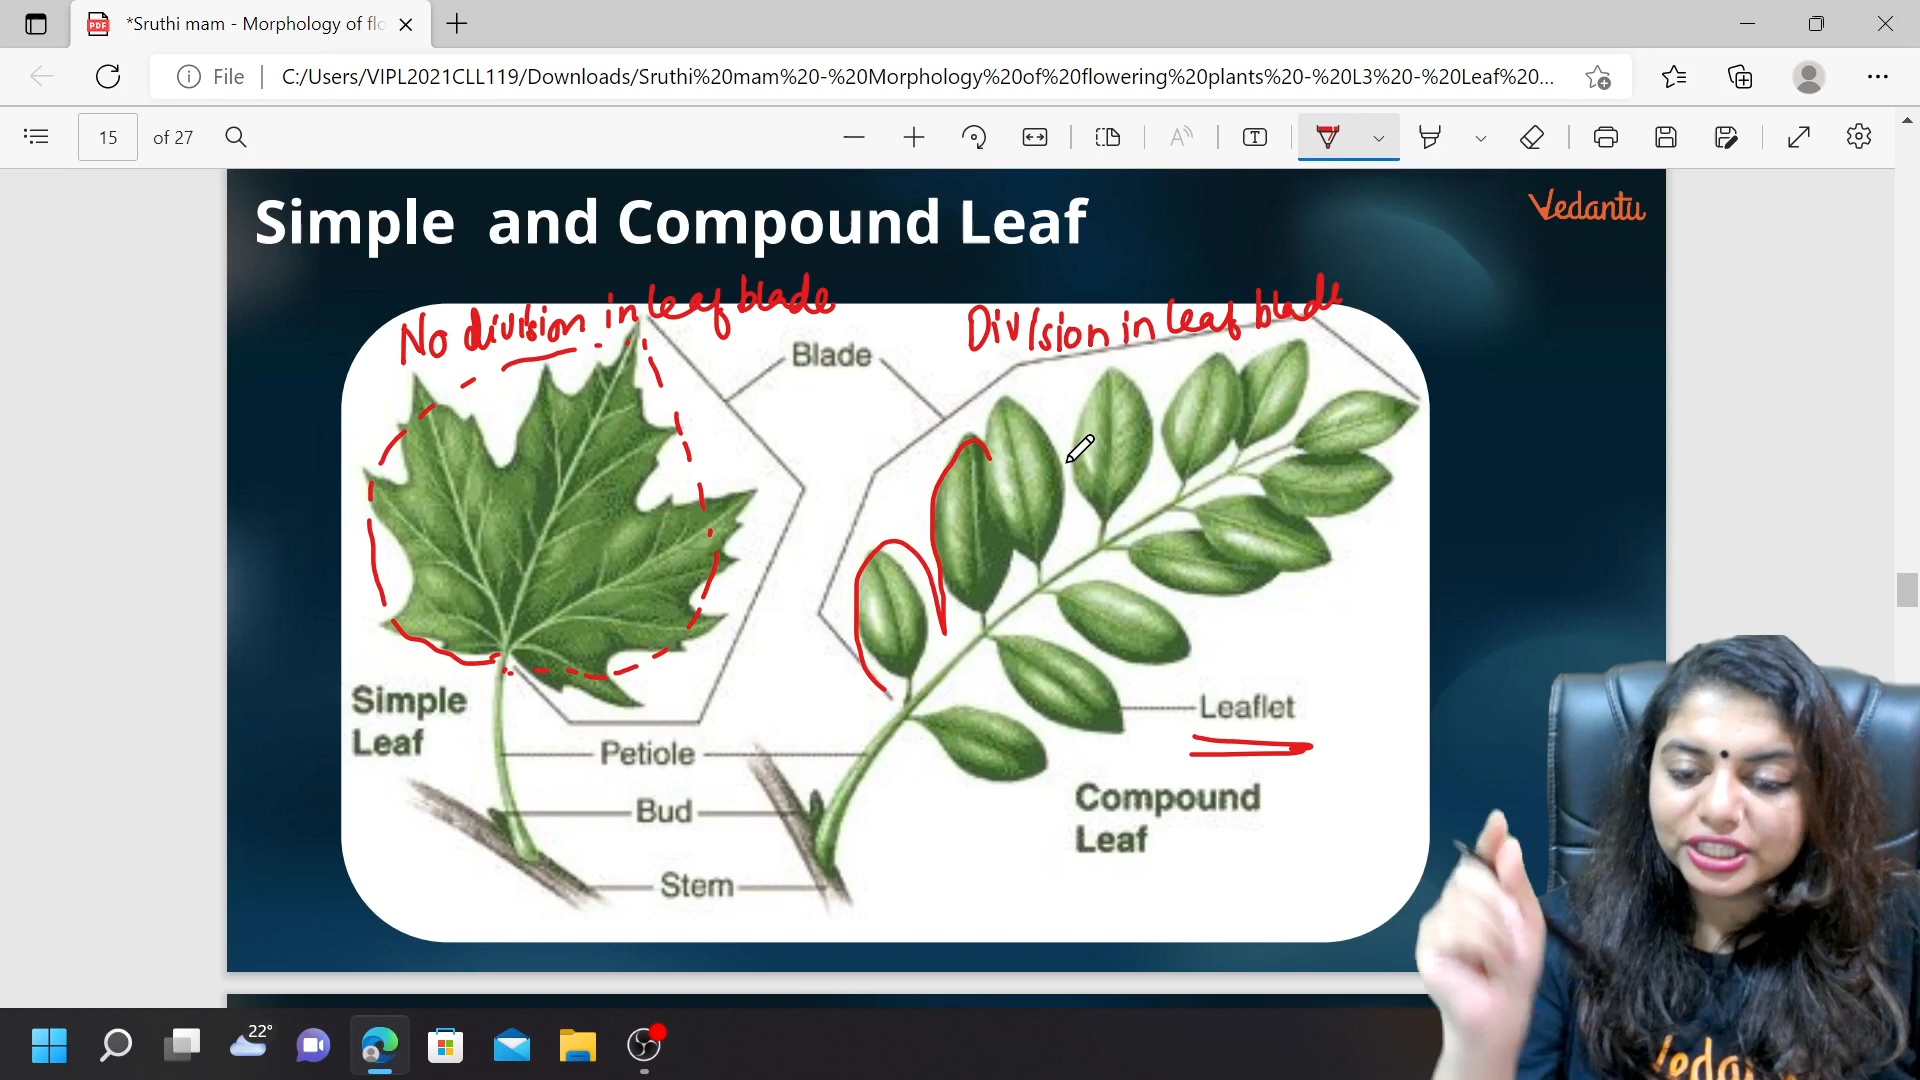 *Sruthi mam - Morphology of flo
File
C:/Users/VIPL2021CLL119/Downloads/Sruthi%20mam%20-%20Morphology%20of%20flowering%20plants%20-%20L3%20-%20Leaf%20...
15 of 27
Simple and Compound Leaf
Vedantu
No division in leaf blade
Division in leaf blade
Blade
Simple
Leaf
Leaflet
Petiole
Bud
Compound
Leaf
Stem
22°
Vedan